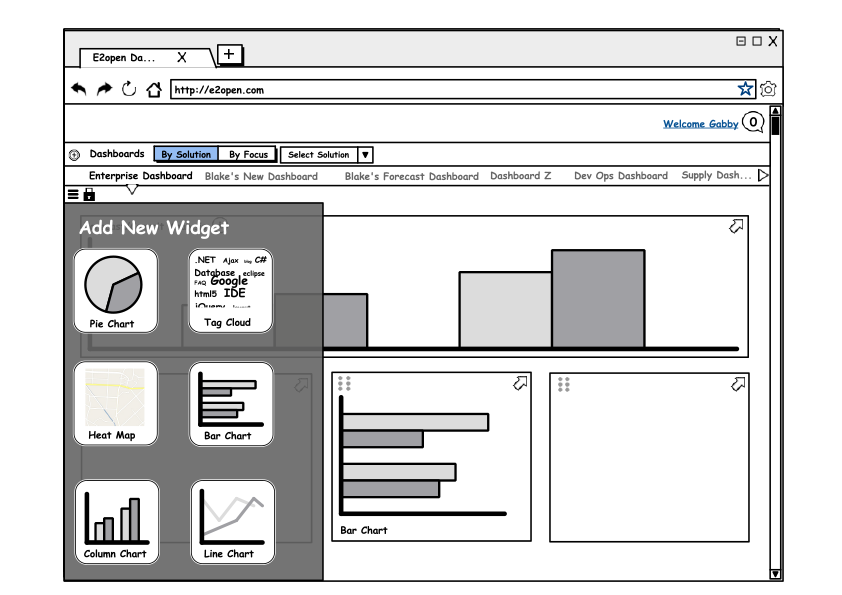 E2open Da... X +
http://e2open.com
Welcome Gabby 0
Dashboards By Solution By Focus Select Solution
Enterprise Dashboard Blake's New Dashboard Blake's Forecast Dashboard Dashboard Z Dev Ops Dashboard Supply Dash...
Add New Widget
.NET Ajax blog C#
Database eclipse
FAQ Google
html5 IDE
jQuery
Pie Chart
Tag Cloud
Heat Map
Bar Chart
Bar Chart
Column Chart
Line Chart